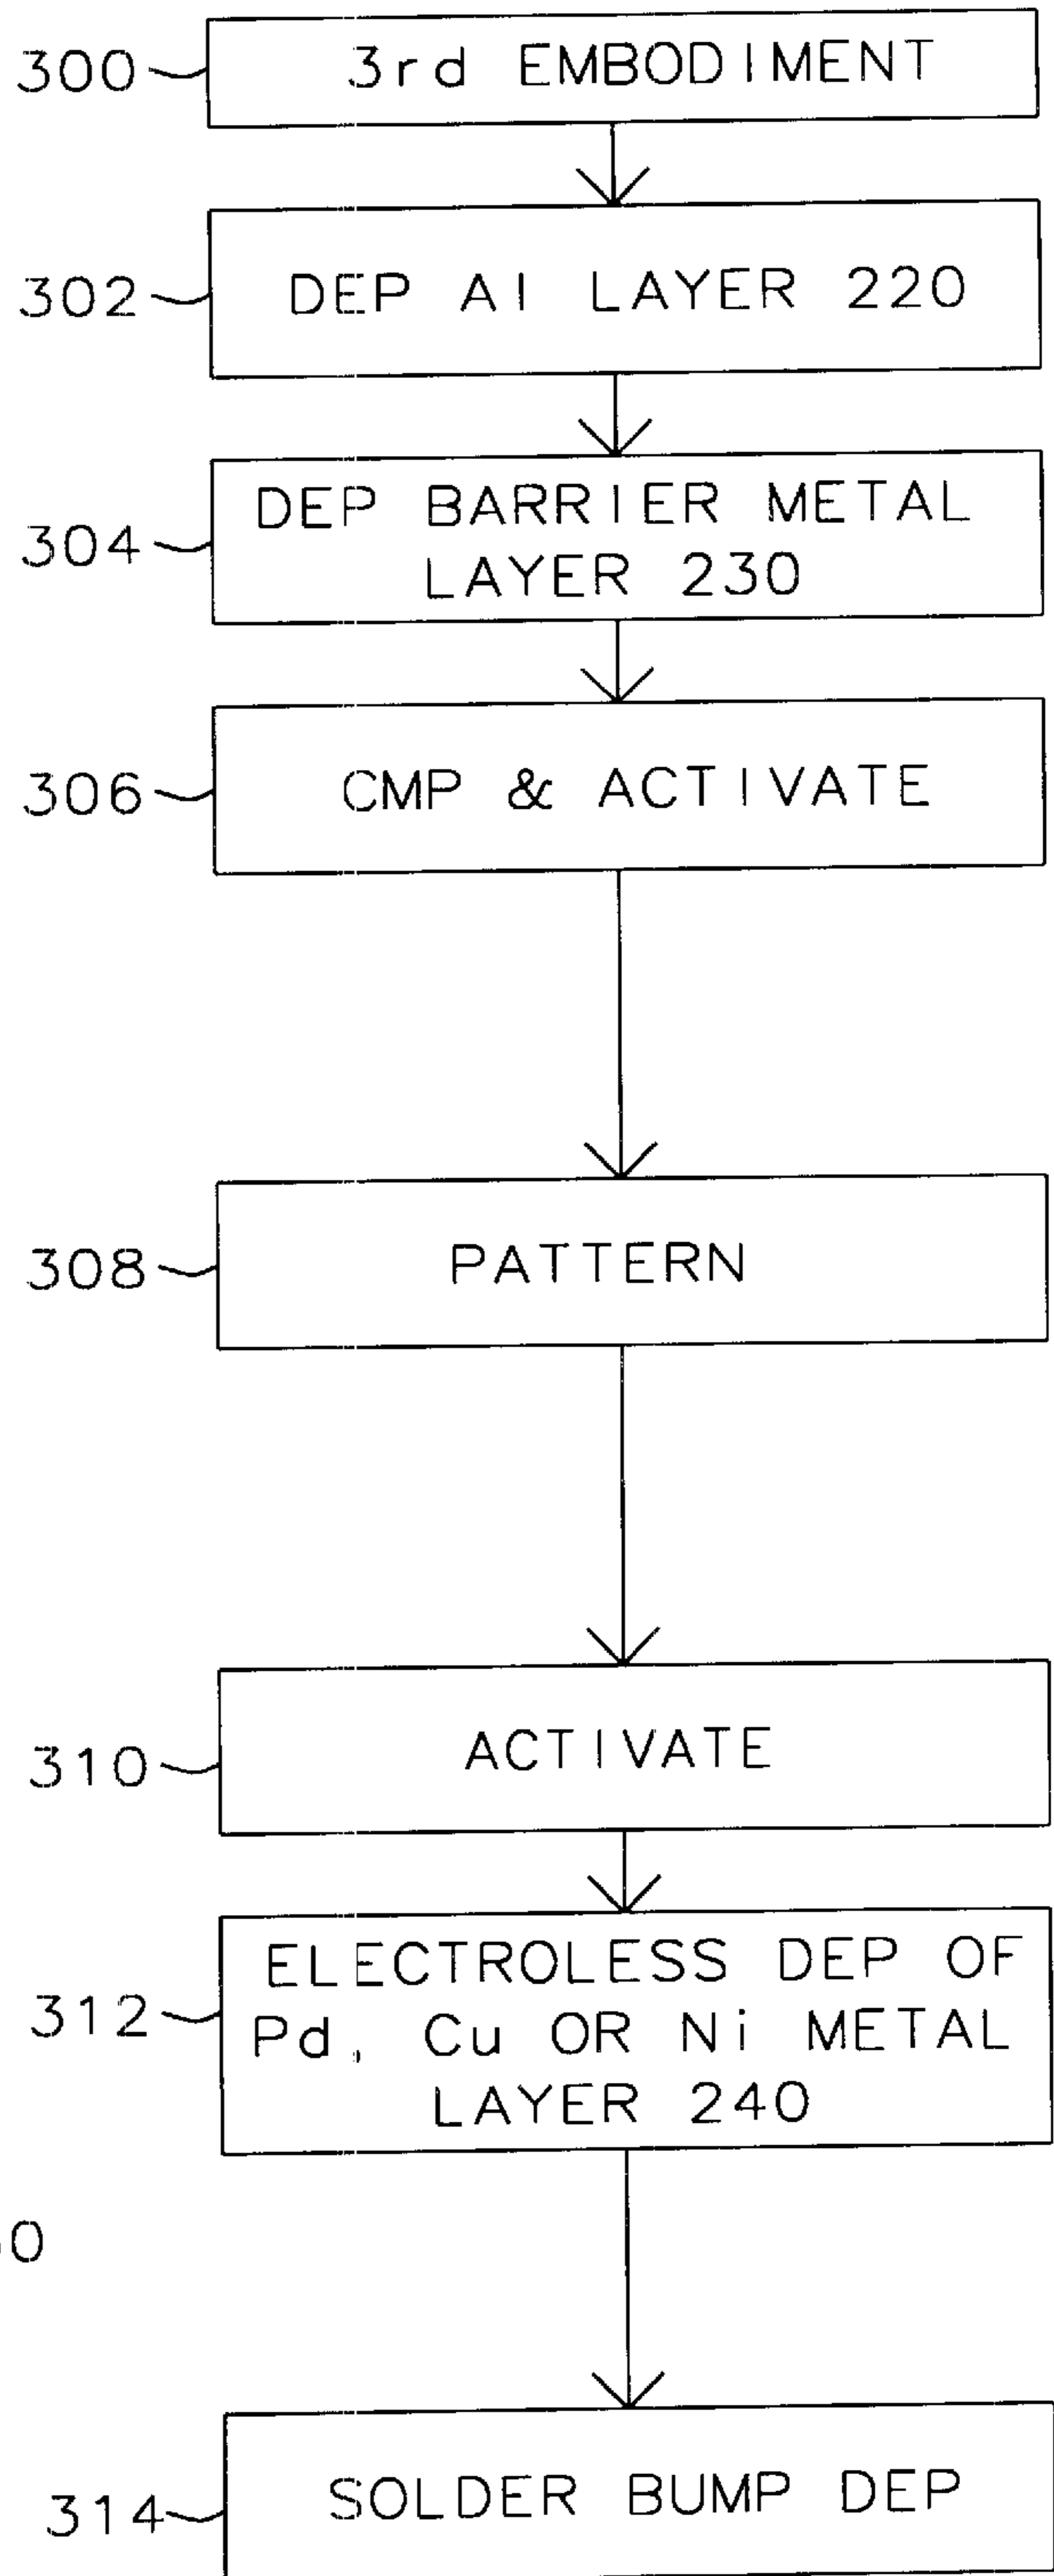 300 3rd EMBODIMENT
302 DEP Al LAYER 220
304 DEP BARRIER METAL
LAYER 230
306 CMP & ACTIVATE
308 PATTERN
310 ACTIVATE
312 ELECTROLESS DEP OF
Pd, Cu OR Ni METAL
LAYER 240
314 SOLDER BUMP DEP